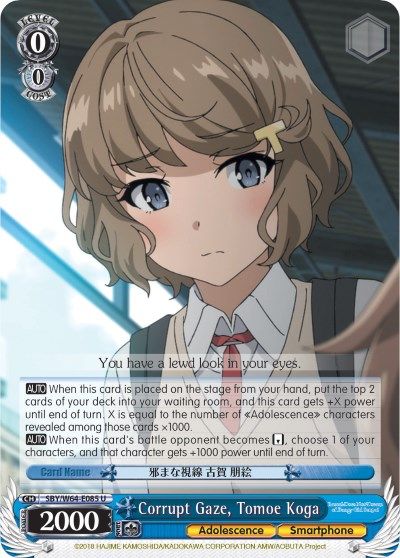 LEVEL
0
0
COST
You have a lewd look in your eyes.
AUTO When this card is placed on the stage from your hand, put the top 2
cards of your deck into your waiting room, and this card gets +X power
until end of turn. X is equal to the number of «Adolescence» characters
revealed among those cards ×1000.
AUTO When this card's battle opponent becomes [ ], choose 1 of your
characters, and that character gets +1000 power until end of turn.
Card Name 邪まな視線 古賀 朋絵
CH SBY/W64-E085 U
Corrupt Gaze, Tomoe Koga
POWER
2000
Adolescence Smartphone
©2018 HAJIME KAMOSHIDA/KADOKAWA CORPORATION AMW/AOBUTA Project